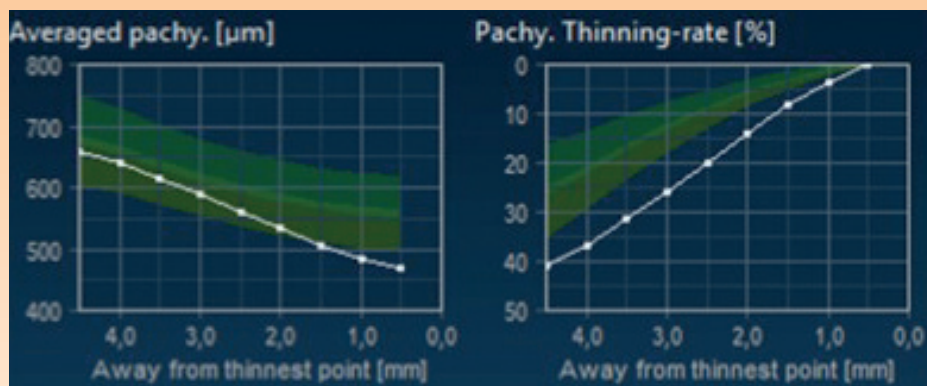 Averaged pachy. [µm]
800
700
600
500
400
4,0 3,0 2,0 1,0 0,0
Away from thinnest point [mm]
Pachy. Thinning-rate [%]
0
10
20
30
40
50
4,0 3,0 2,0 1,0 0,0
Away from thinnest point [mm]